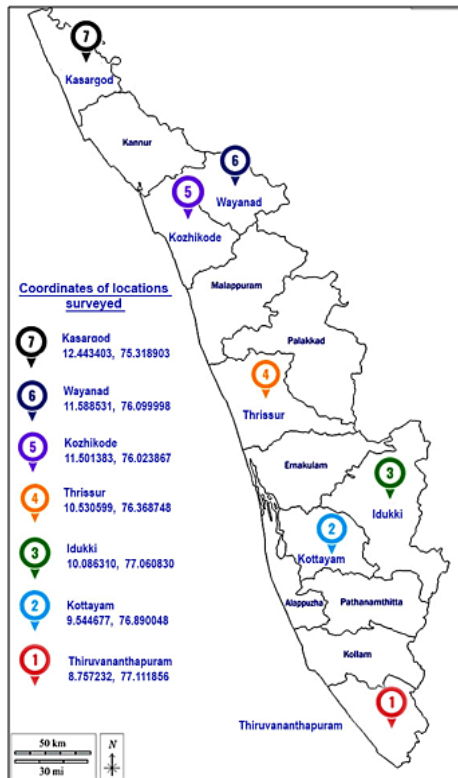 7
Kasargod
Kannur
6
Wayanad
5
Kozhikode
Malappuram
Palakkad
4
Thrissur
Ernakulam
3
Idukki
2
Kottayam
Alappuzha
Pathanamthitta
Kollam
1
Thiruvananthapuram
Coordinates of locations
surveyed
7
Kasarood
12.443403, 75.318903
6
Wayanad
11.588531, 76.099998
5
Kozhikode
11.501383, 76.023867
4
Thrissur
10.530599, 76.368748
3
Idukki
10.086310, 77.060830
2
Kottayam
9.544677, 76.890048
1
Thiruvananthapuram
8.757232, 77.111856
50 km
30 mi
N